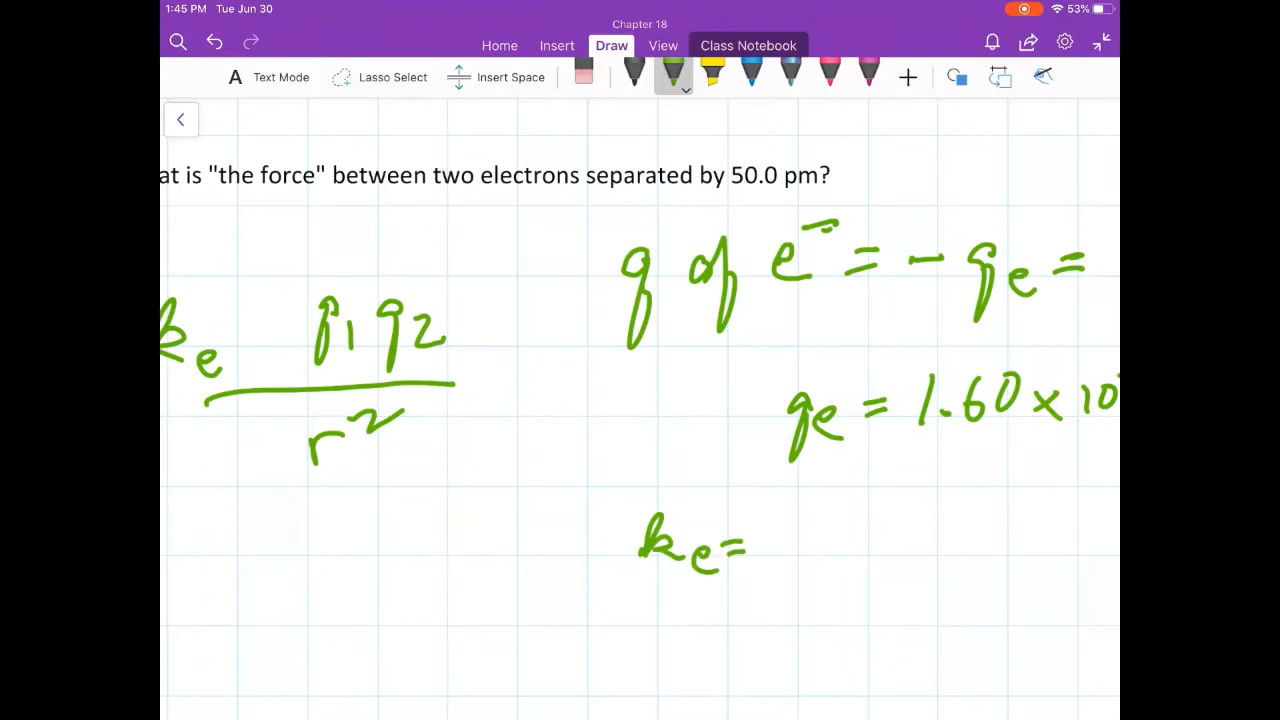 1:45 PM Tue Jun 30
53%
Chapter 18
Home Insert Draw View Class Notebook
A Text Mode Lasso Select Insert Space
at is "the force" between two electrons separated by 50.0 pm?
q of e⁻ = - qₑ =
kₑ q₁ q₂
r²
qₑ = 1.60 × 10
kₑ =